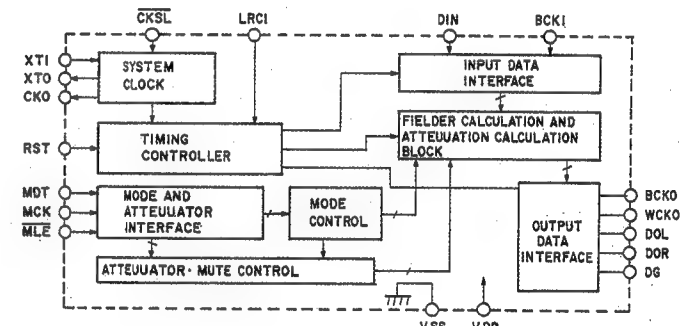 CKSL LRCI DIN BCKI
XTI
XTO
CKO
SYSTEM
CLOCK
INPUT DATA
INTERFACE
RST
TIMING
CONTROLLER
FIELDER CALCULATION AND
ATTEUUATION CALCULATION
BLOCK
MDT
MCK
MLE
MODE AND
ATTEUUATOR
INTERFACE
MODE
CONTROL
ATTEUUATOR · MUTE CONTROL
OUTPUT
DATA
INTERFACE
BCKO
WCKO
DOL
DOR
DG
VSS VDD